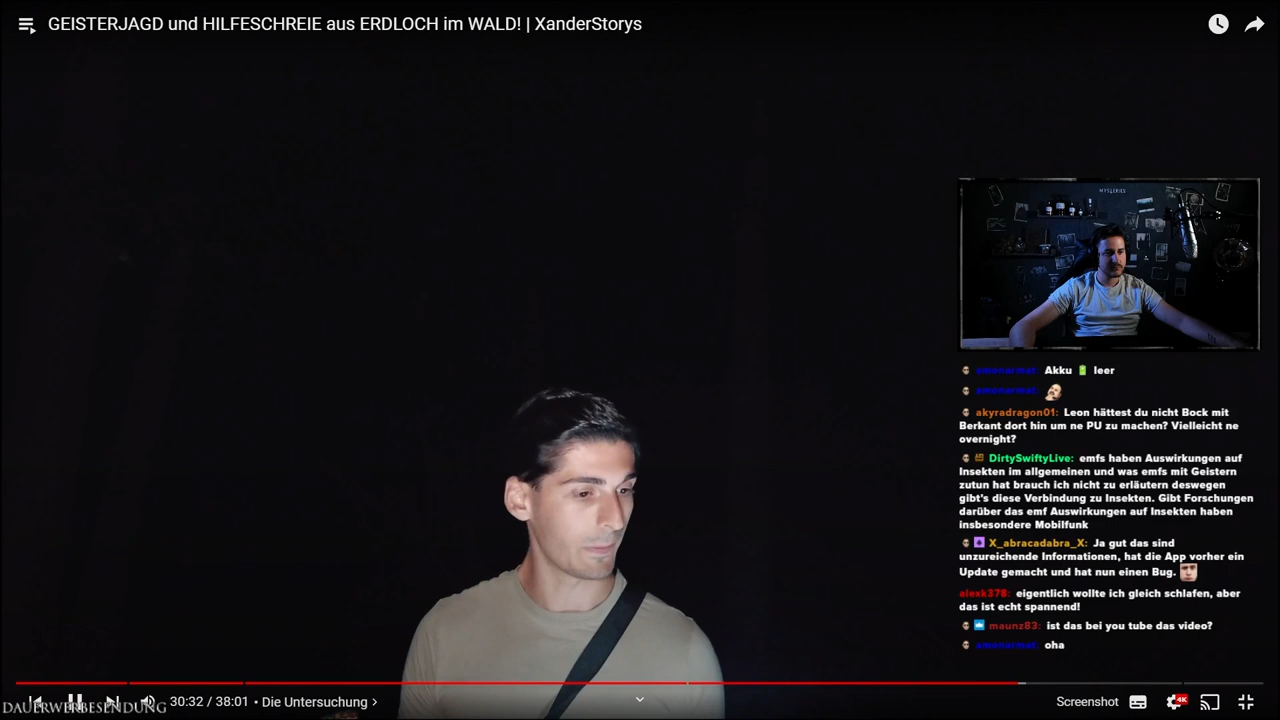 GEISTERJAGD und HILFESCHREIE aus ERDLOCH im WALD! | XanderStorys
MYSTERIES
amonarmat: Akku 🔋 leer
amonarmat:
akyradragon01: Leon hättest du nicht Bock mit
Berkant dort hin um ne PU zu machen? Vielleicht ne
overnight?
DirtySwiftyLive: emfs haben Auswirkungen auf
Insekten im allgemeinen und was emfs mit Geistern
zutun hat brauch ich nicht zu erläutern deswegen
gibt's diese Verbindung zu Insekten. Gibt Forschungen
darüber das emf Auswirkungen auf Insekten haben
insbesondere Mobilfunk
X_abracadabra_X: Ja gut das sind
unzureichende Informationen, hat die App vorher ein
Update gemacht und hat nun einen Bug.
alexk378: eigentlich wollte ich gleich schlafen, aber
das ist echt spannend!
maunz83: ist das bei you tube das video?
amonarmat: oha
30:32 / 38:01 • Die Untersuchung
Screenshot
4K
DAUERWERBESENDUNG